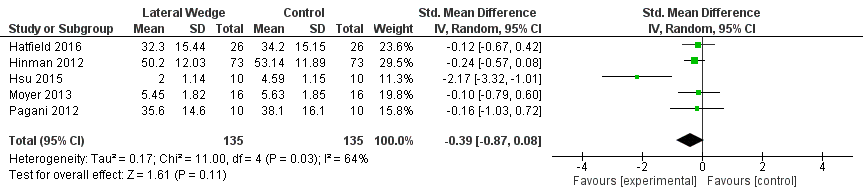 Lateral Wedge Control Std. Mean Difference Std. Mean Difference
Study or Subgroup Mean SD Total Mean SD Total Weight IV, Random, 95% CI IV, Random, 95% CI
Hatfield 2016 32.3 15.44 26 34.2 15.15 26 23.6% -0.12 [-0.67, 0.42]
Hinman 2012 50.2 12.03 73 53.14 11.89 73 29.5% -0.24 [-0.57, 0.08]
Hsu 2015 2 1.14 10 4.59 1.15 10 11.3% -2.17 [-3.32, -1.01]
Moyer 2013 5.45 1.82 16 5.63 1.85 16 19.8% -0.10 [-0.79, 0.60]
Pagani 2012 35.6 14.6 10 38.1 16.1 10 15.8% -0.16 [-1.03, 0.72]
Total (95% CI) 135 135 100.0% -0.39 [-0.87, 0.08]
Heterogeneity: Tau² = 0.17; Chi² = 11.00, df = 4 (P = 0.03); I² = 64%
Test for overall effect: Z = 1.61 (P = 0.11)
-4 -2 0 2 4
Favours [experimental] Favours [control]